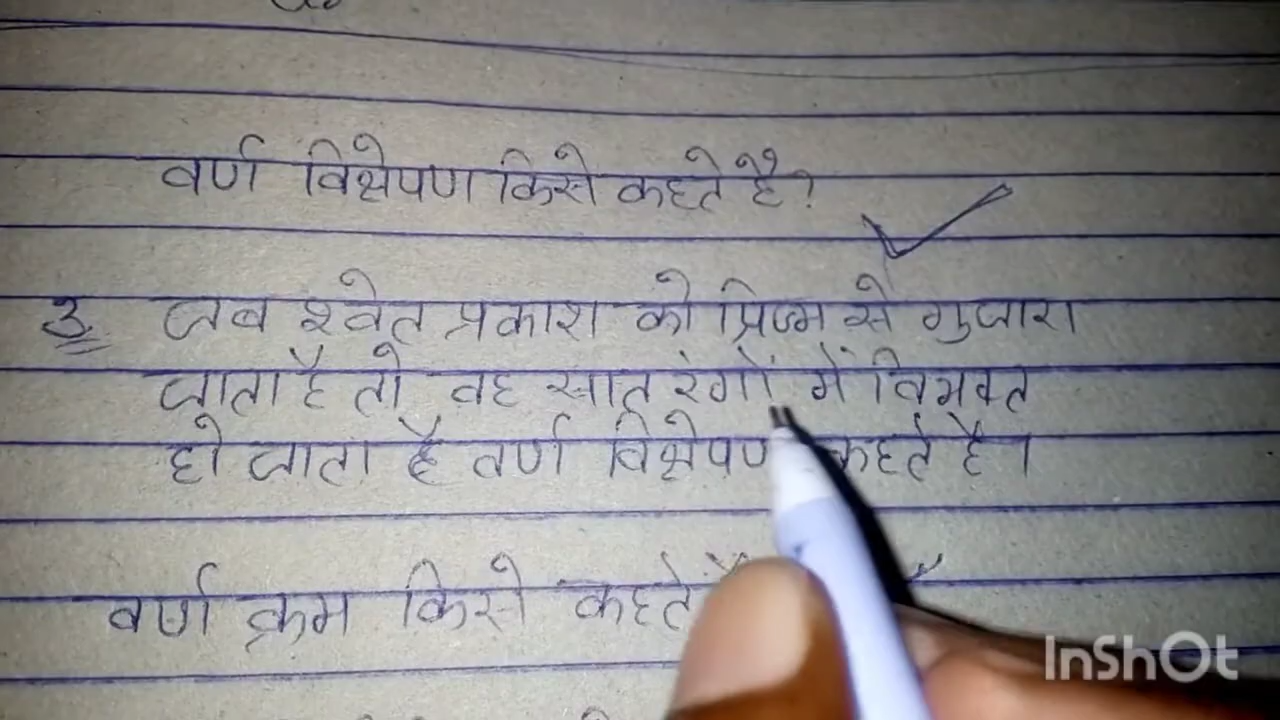 वर्ण विक्षेपण किसे कहते है?
उ जब श्वेत प्रकाश को प्रिज्म से गुजारा
जाता है तो वह सात रंगों में विभक्त
हो जाता है वर्ण विक्षेपण कहते है।
वर्ण क्रम किसे कहते
InShOt